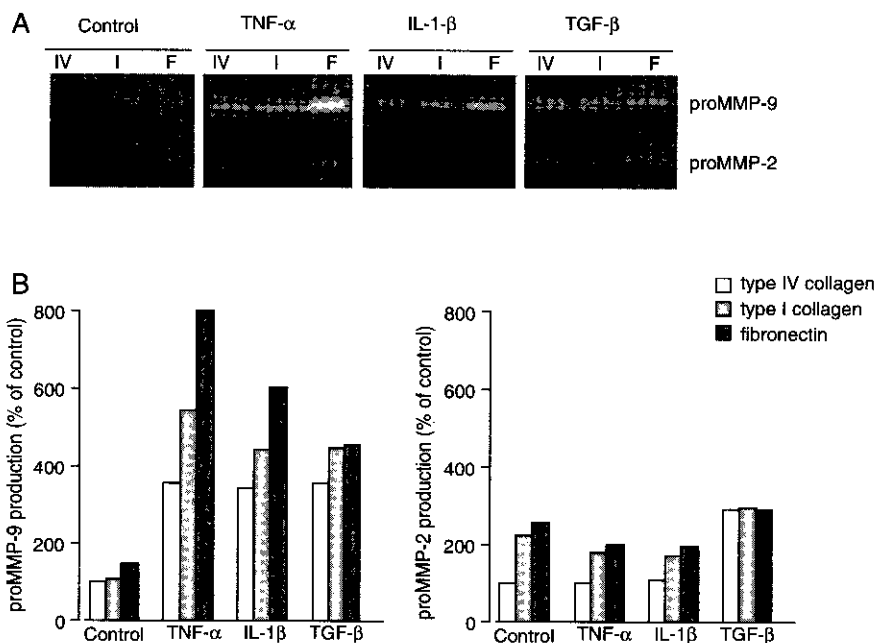 A
Control TNF-α IL-1-β TGF-β
IV I F IV I F IV I F IV I F
proMMP-9
proMMP-2
B
type IV collagen
type I collagen
fibronectin
proMMP-9 production (% of control)
800
600
400
200
0
Control TNF-α IL-1β TGF-β
proMMP-2 production (% of control)
800
600
400
200
0
Control TNF-α IL-1β TGF-β